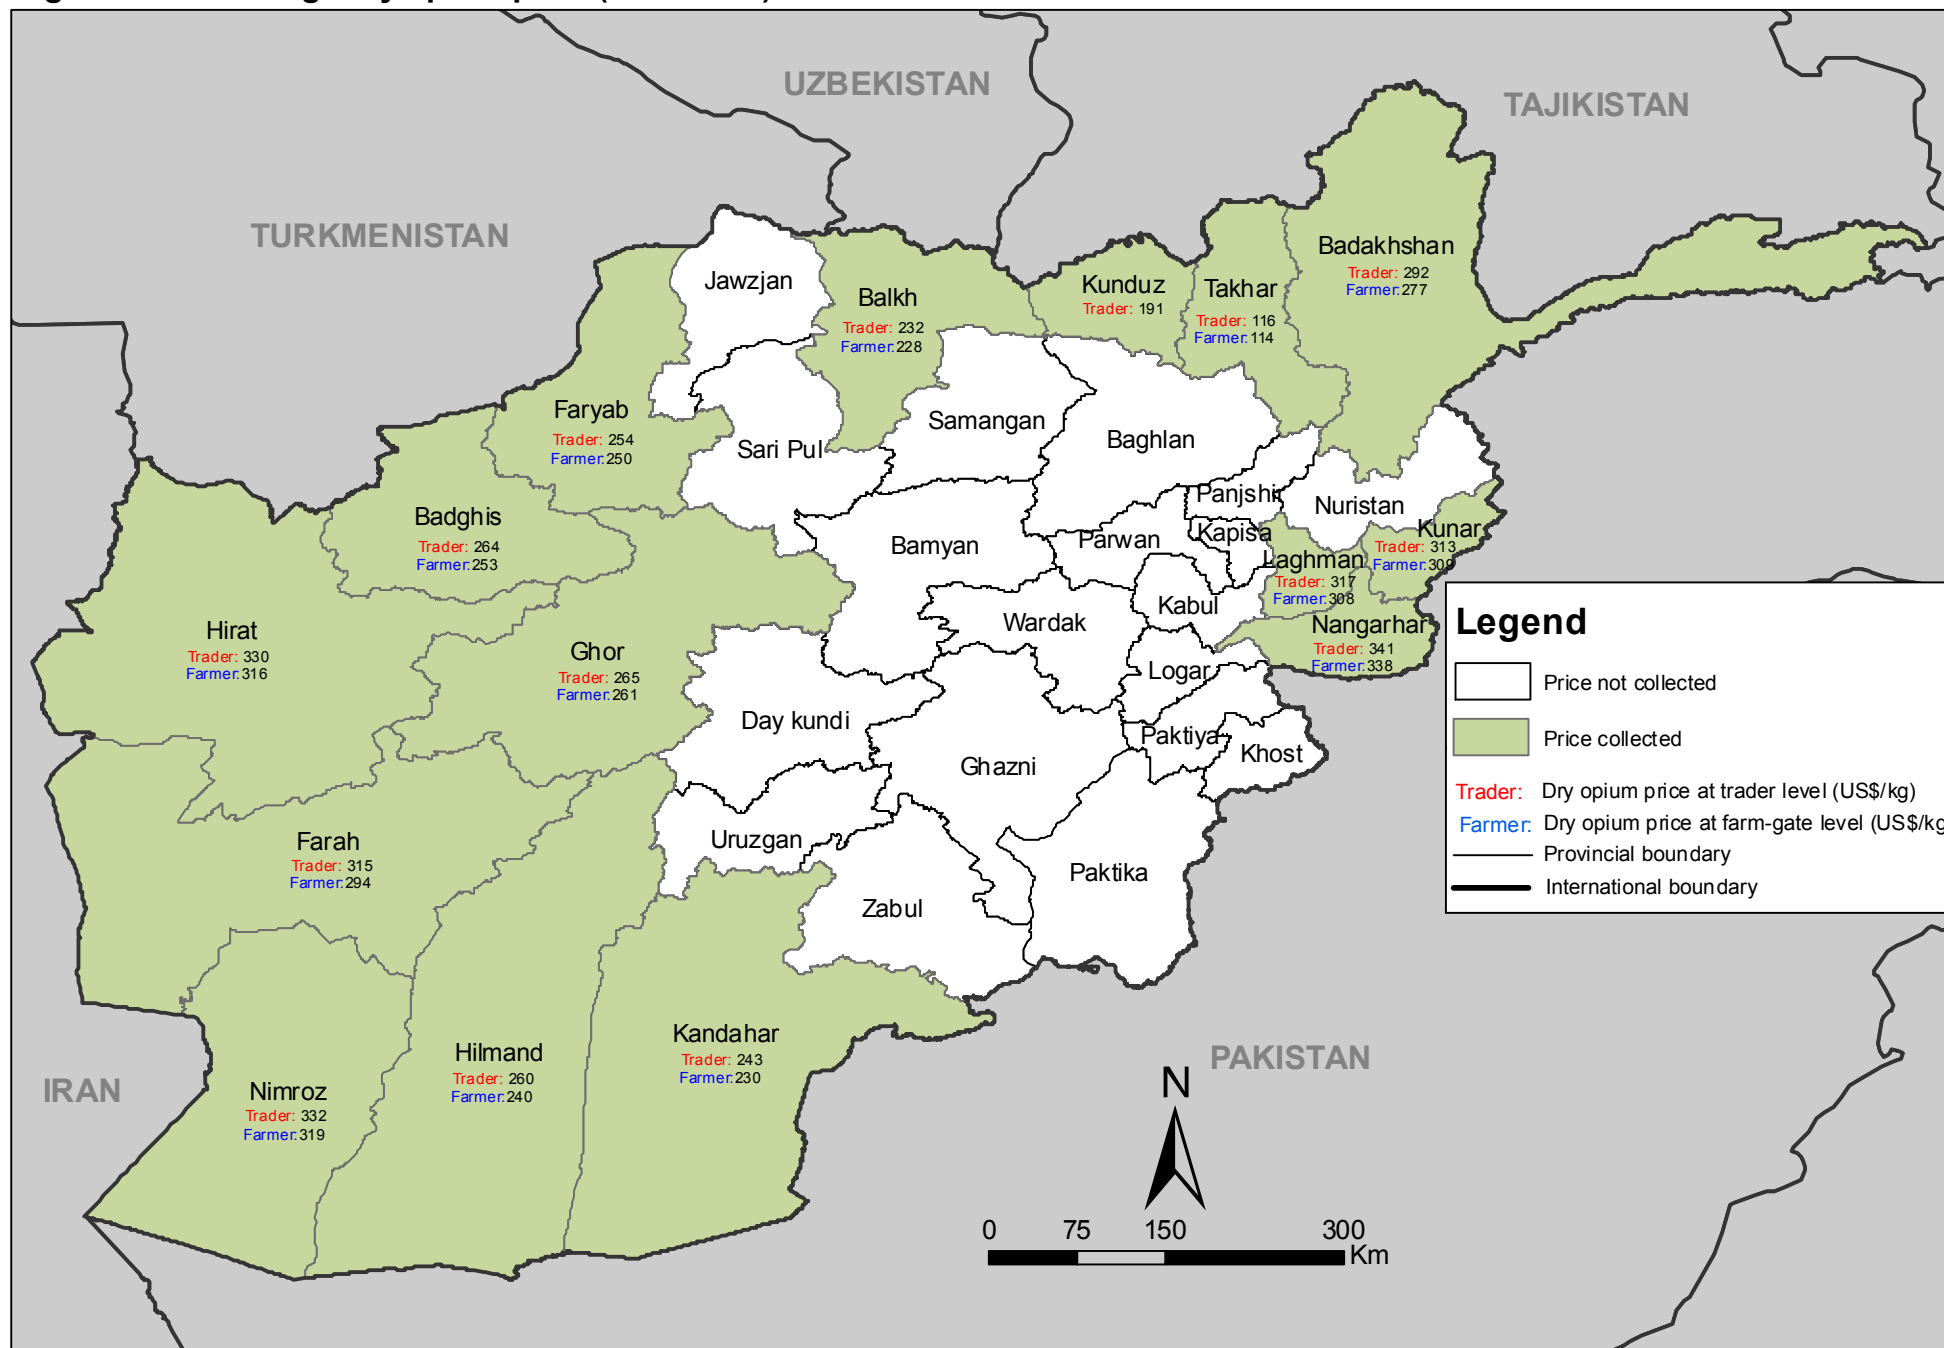 UZBEKISTAN
TAJIKISTAN
TURKMENISTAN
Badakhshan
Trader: 292
Farmer:277
Jawzjan
Balkh
Trader: 232
Farmer:228
Kunduz
Trader: 191
Takhar
Trader: 116
Farmer:114
Faryab
Trader: 254
Farmer:250
Sari Pul
Samangan
Baghlan
Badghis
Trader: 264
Farmer:253
Panjshir
Nuristan
Kapisa
Kunar
Trader: 313
Farmer:309
Bamyan
Parwan
Laghman
Trader: 317
Farmer:308
Hirat
Trader: 330
Farmer:316
Ghor
Trader: 265
Farmer:261
Wardak
Kabul
Nangarhar
Trader: 341
Farmer:338
Logar
Day kundi
Paktiya
Khost
Ghazni
Uruzgan
Farah
Trader: 315
Farmer:294
Paktika
Zabul
Kandahar
Trader: 243
Farmer:230
Hilmand
Trader: 260
Farmer:240
Nimroz
Trader: 332
Farmer:319
IRAN
PAKISTAN
Legend
Price not collected
Price collected
Trader: Dry opium price at trader level (US$/kg)
Farmer: Dry opium price at farm-gate level (US$/kg
Provincial boundary
International boundary
N
0 75 150 300
Km